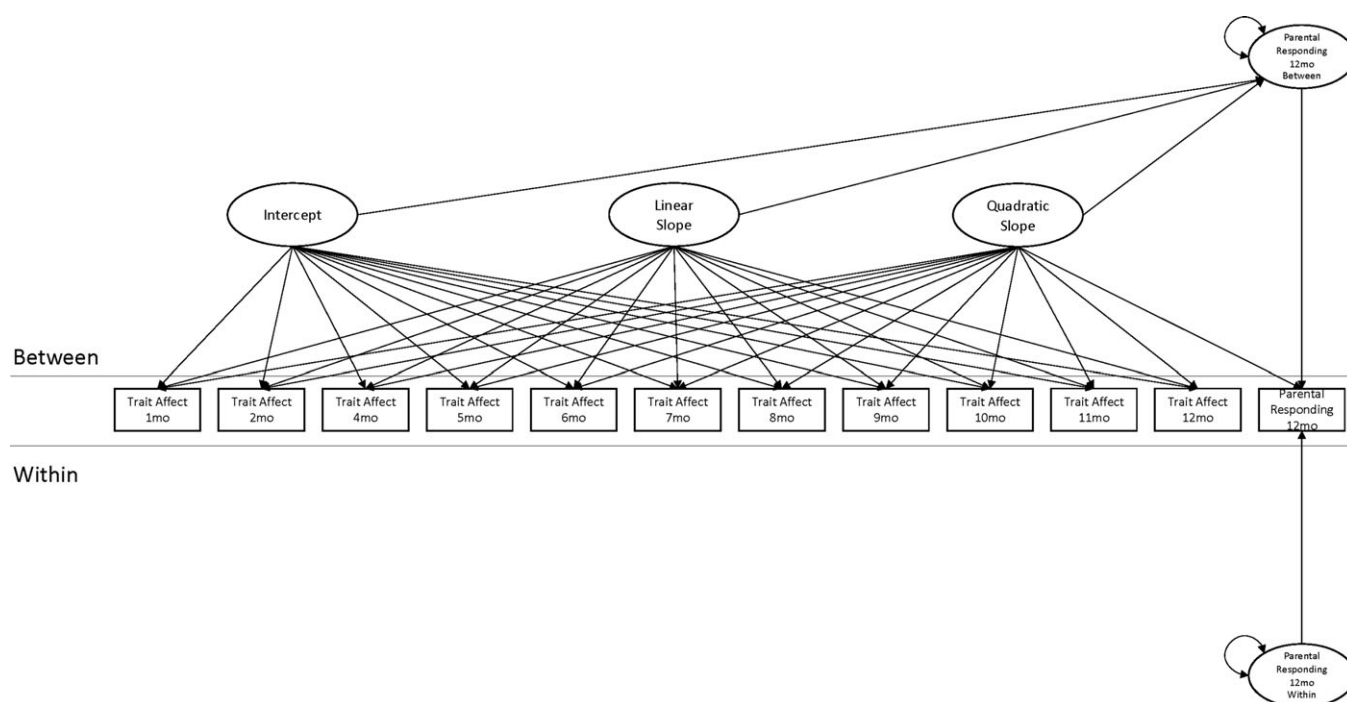 Parental
Responding
12mo
Between
Intercept
Linear
Slope
Quadratic
Slope
Between
Trait Affect
1mo
Trait Affect
2mo
Trait Affect
4mo
Trait Affect
5mo
Trait Affect
6mo
Trait Affect
7mo
Trait Affect
8mo
Trait Affect
9mo
Trait Affect
10mo
Trait Affect
11mo
Trait Affect
12mo
Parental
Responding
12mo
Within
Parental
Responding
12mo
Within